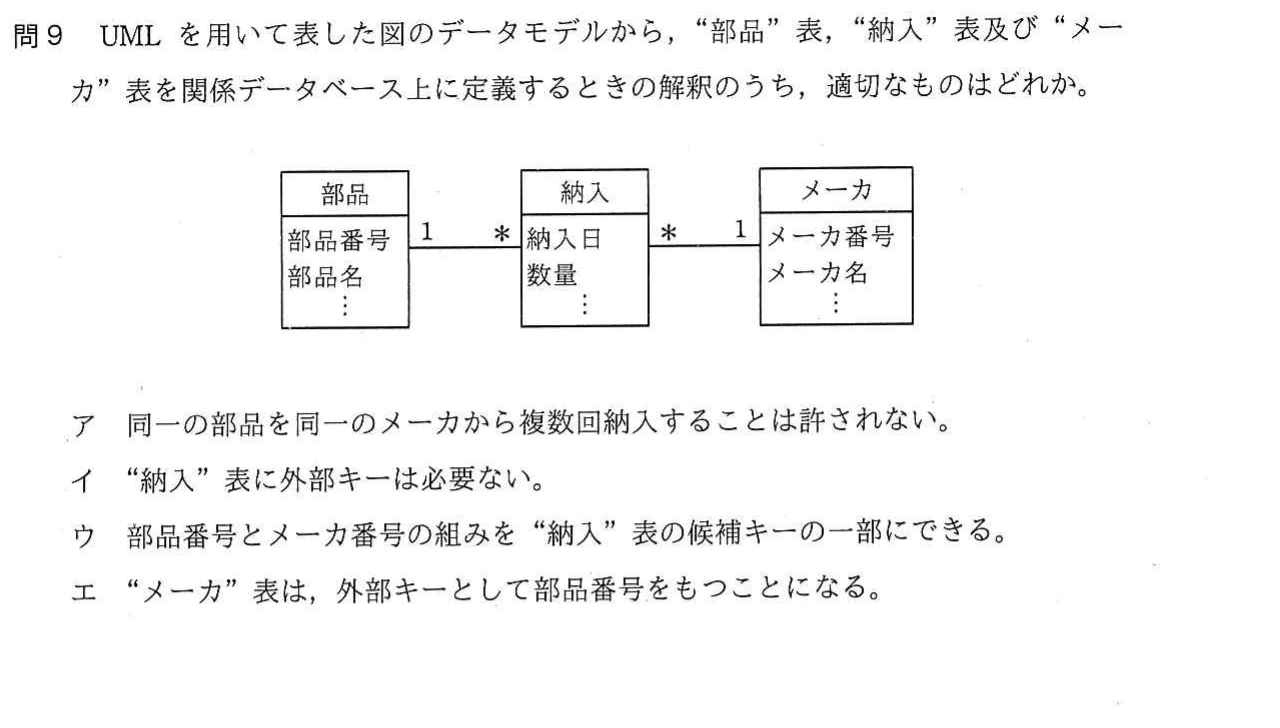 問9 UML を用いて表した図のデータモデルから，“部品”表，“納入”表及び“メー
カ”表を関係データベース上に定義するときの解釈のうち，適切なものはどれか。
部品
部品番号
部品名
⋮
1
*
納入
納入日
数量
⋮
*
1
メーカ
メーカ番号
メーカ名
⋮
ア 同一の部品を同一のメーカから複数回納入することは許されない。
イ “納入”表に外部キーは必要ない。
ウ 部品番号とメーカ番号の組みを“納入”表の候補キーの一部にできる。
エ “メーカ”表は，外部キーとして部品番号をもつことになる。